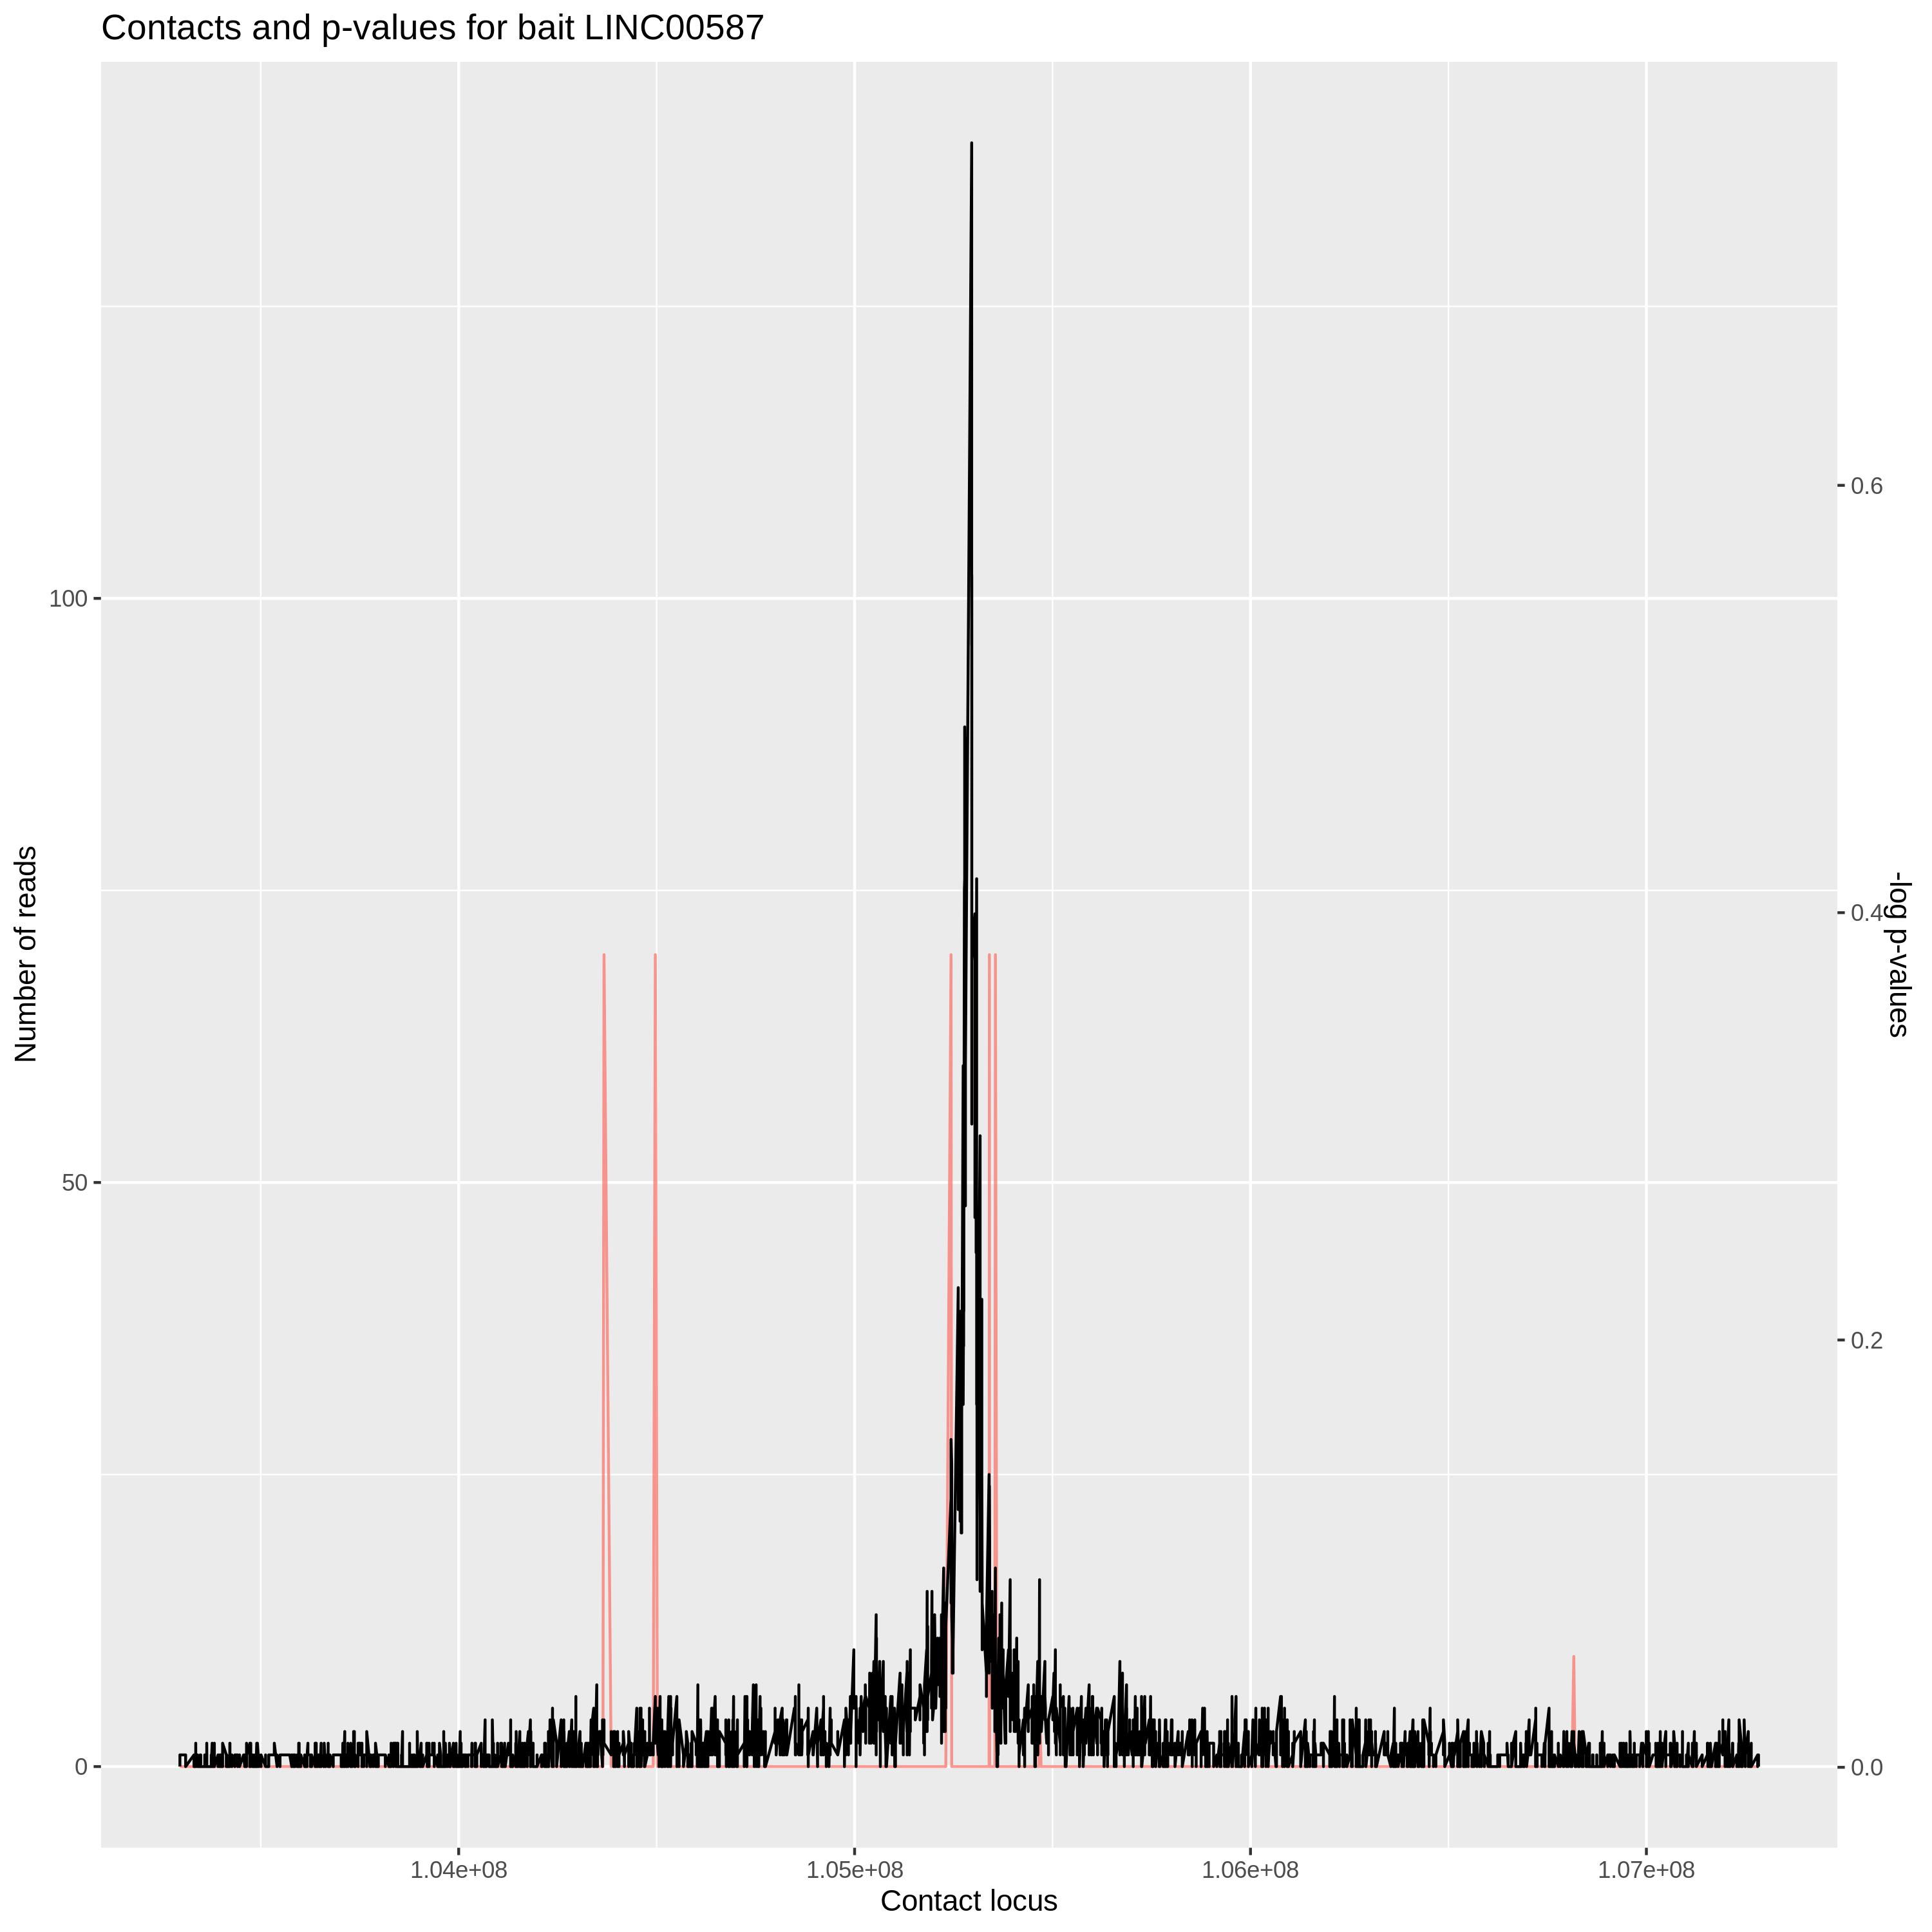 Contacts and p-values for bait LINC00587
Number of reads
100
50
0
0.6
0.4
0.2
0.0
-log p-values
1.04e+08
1.05e+08
1.06e+08
1.07e+08
Contact locus